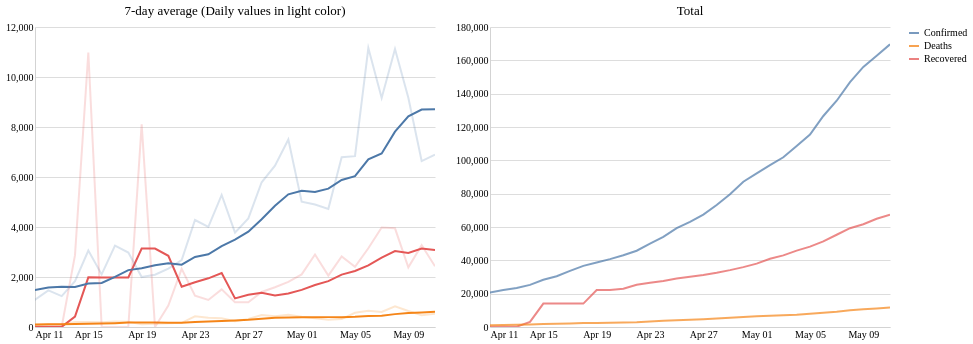 7-day average (Daily values in light color)
12,000
10,000
8,000
6,000
4,000
2,000
0
Apr 11 Apr 15 Apr 19 Apr 23 Apr 27 May 01 May 05 May 09
Total
180,000
160,000
140,000
120,000
100,000
80,000
60,000
40,000
20,000
0
Apr 11 Apr 15 Apr 19 Apr 23 Apr 27 May 01 May 05 May 09
Confirmed
Deaths
Recovered